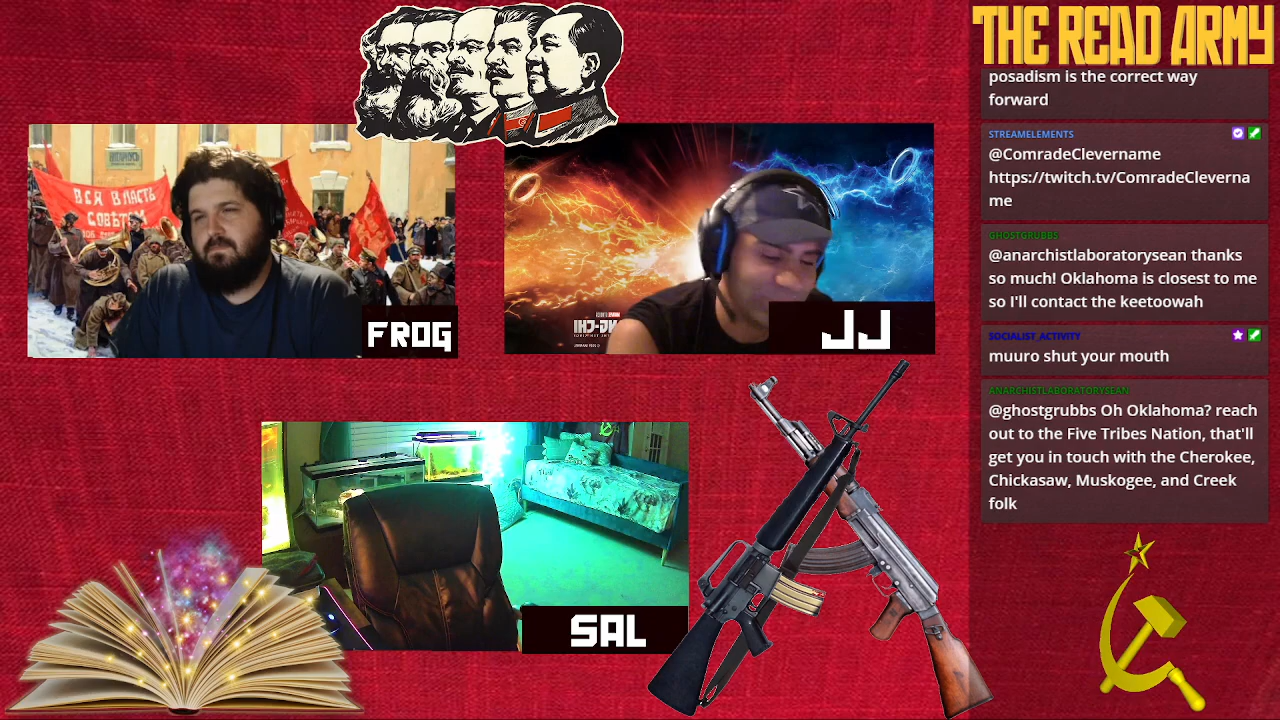 THE READ ARMY
posadism is the correct way
forward
STREAMELEMENTS
@ComradeClevername
https://twitch.tv/ComradeCleverna
me
GHOSTGRUBBS
@anarchistlaboratorysean thanks
so much! Oklahoma is closest to me
so I'll contact the keetoowah
SOCIALIST_ACTIVITY
muuro shut your mouth
ANARCHISTLABORATORYSEAN
@ghostgrubbs Oh Oklahoma? reach
out to the Five Tribes Nation, that'll
get you in touch with the Cherokee,
Chickasaw, Muskogee, and Creek
folk
ВСЯ ВЛАСТЬ
СОВѢТАМ
FROG
JJ
SAL